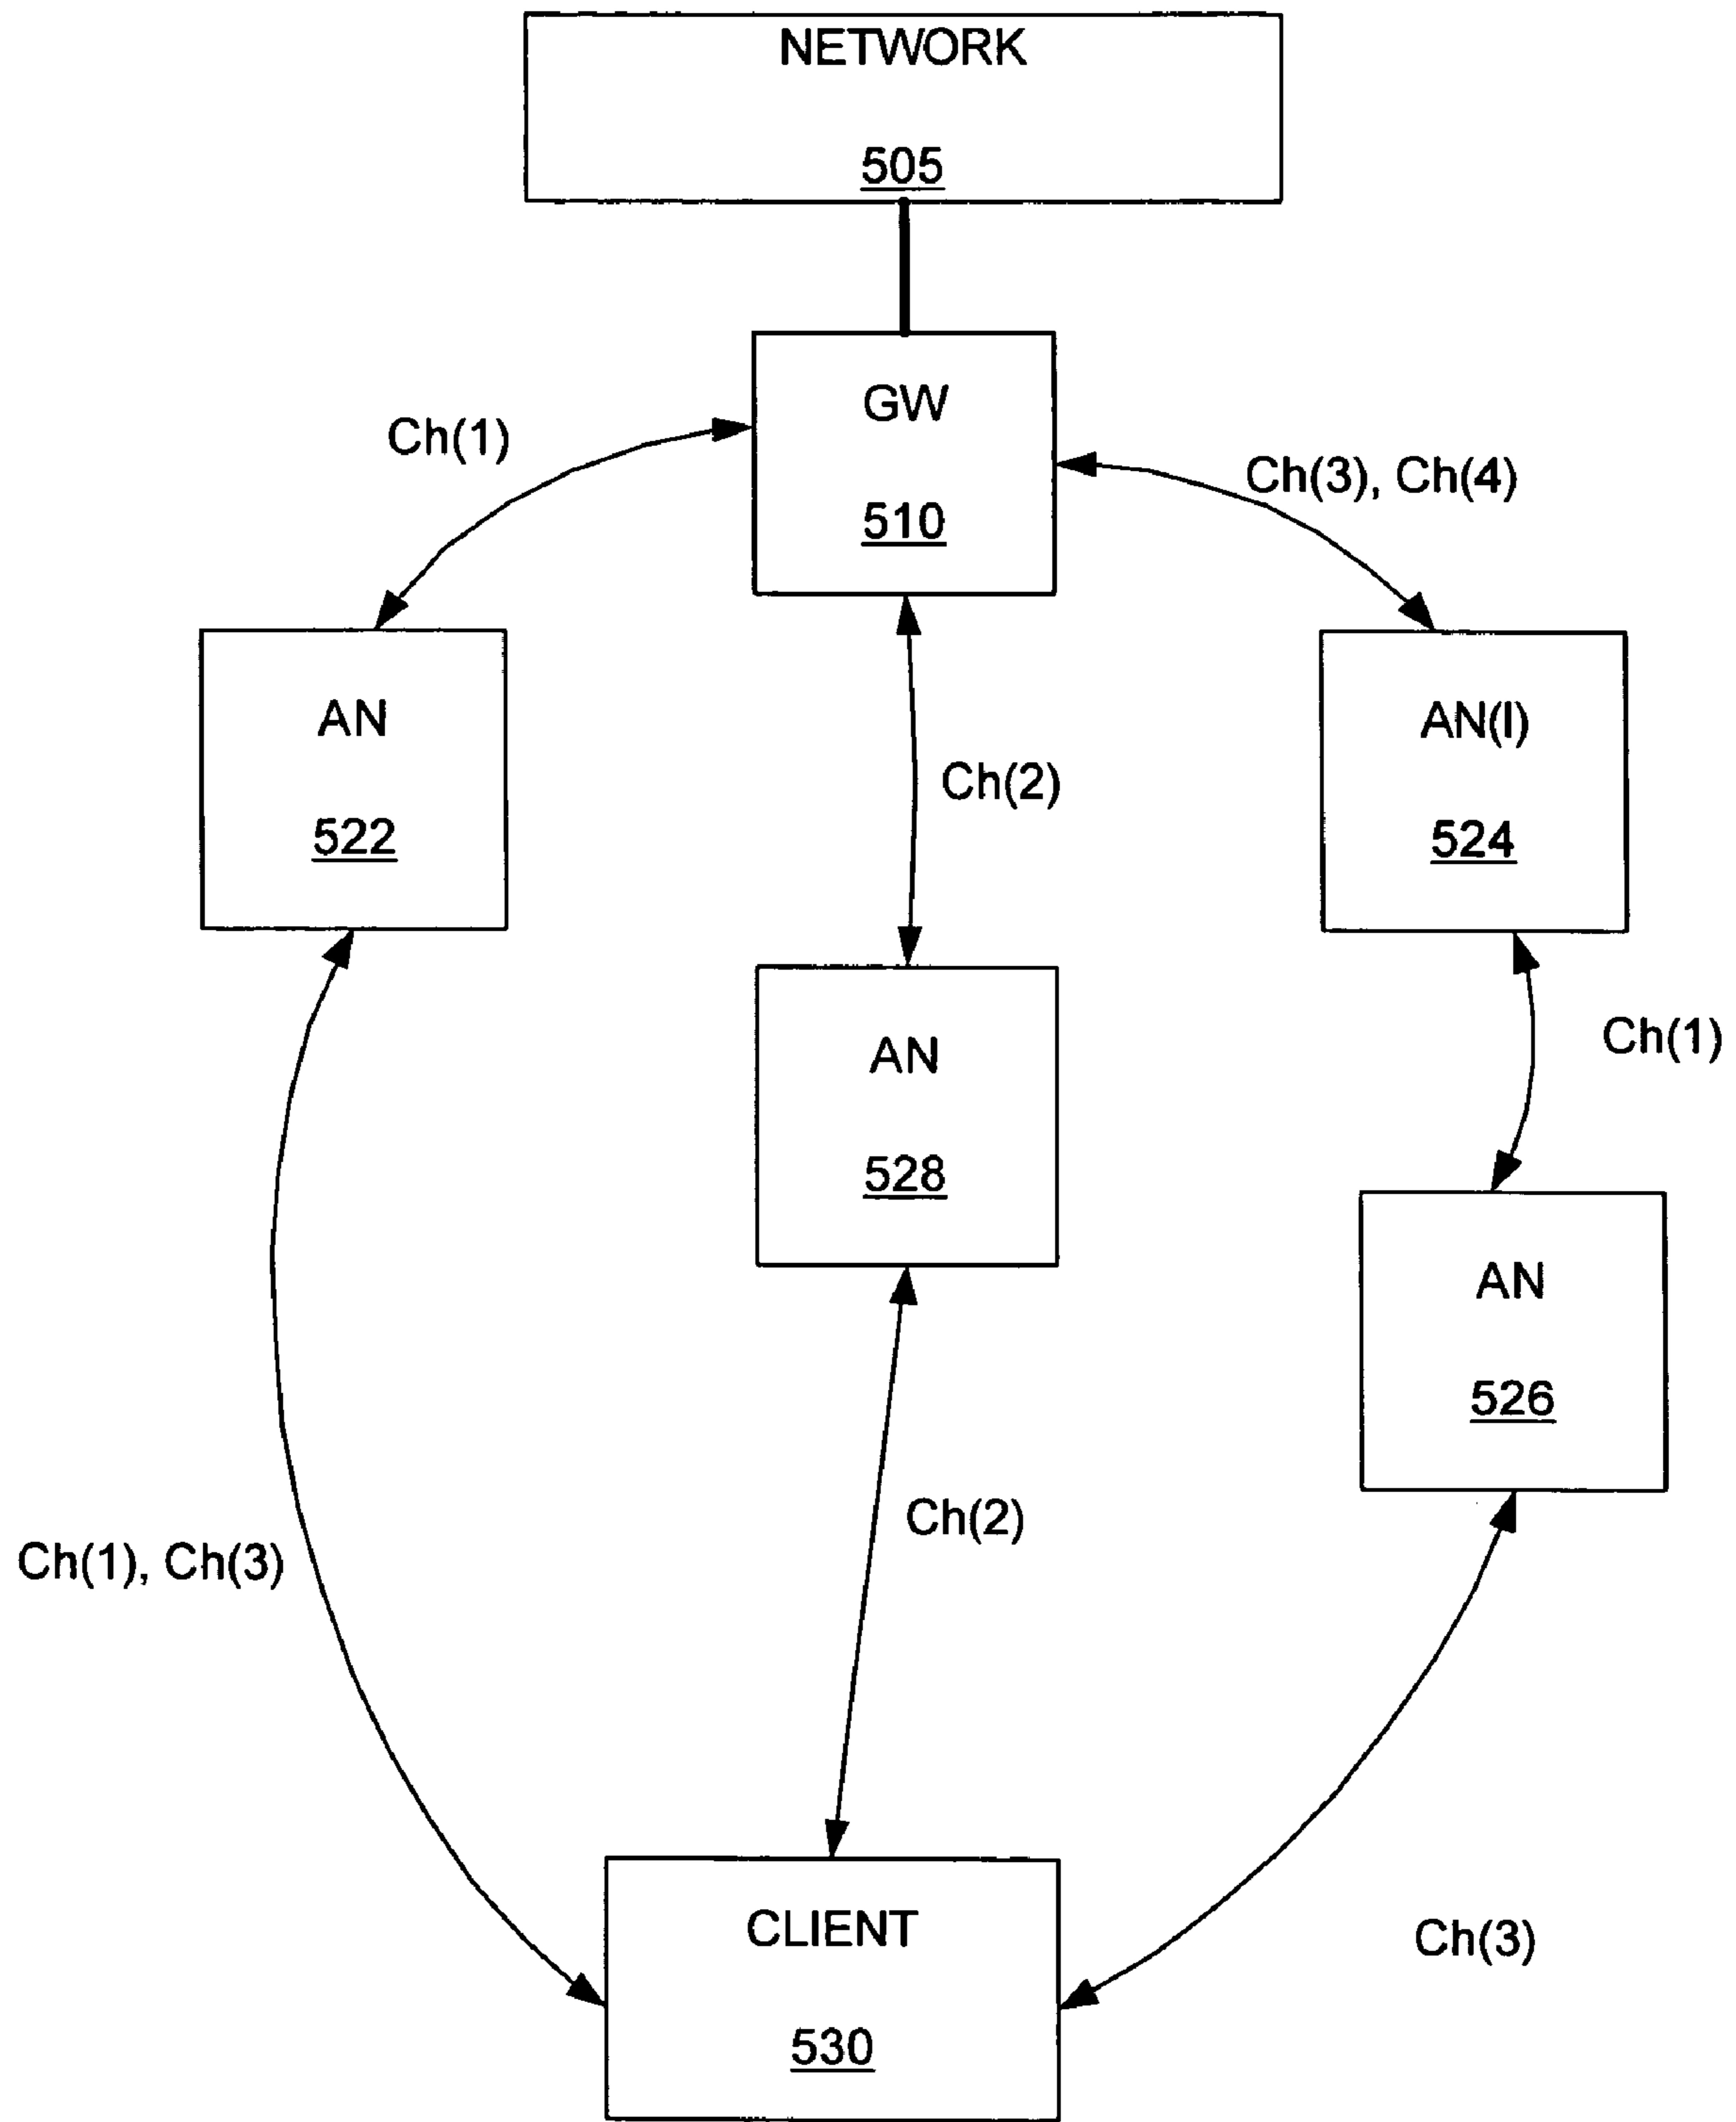 NETWORK
505
GW
510
Ch(1)
Ch(3), Ch(4)
AN
522
Ch(2)
AN(I)
524
AN
528
Ch(1)
AN
526
Ch(2)
Ch(1), Ch(3)
CLIENT
530
Ch(3)